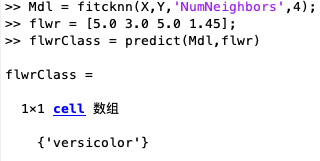 >> Mdl = fitcknn(X,Y,'NumNeighbors',4);
>> flwr = [5.0 3.0 5.0 1.45];
>> flwrClass = predict(Mdl,flwr)
flwrClass =
1×1 cell 数组
{'versicolor'}